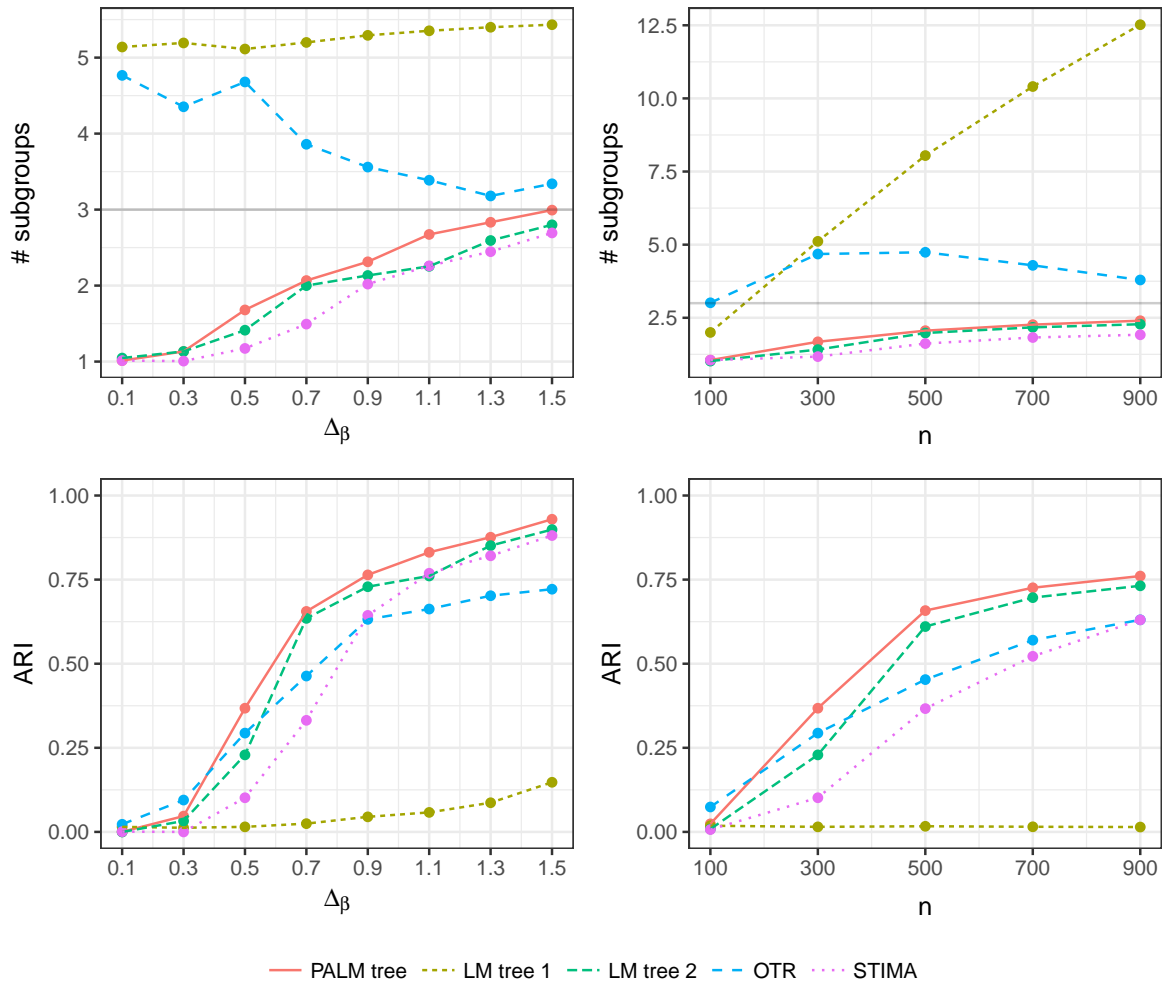 # subgroups
5
4
3
2
1
0.1 0.3 0.5 0.7 0.9 1.1 1.3 1.5
Δβ
# subgroups
12.5
10.0
7.5
5.0
2.5
100 300 500 700 900
n
ARI
1.00
0.75
0.50
0.25
0.00
0.1 0.3 0.5 0.7 0.9 1.1 1.3 1.5
Δβ
ARI
1.00
0.75
0.50
0.25
0.00
100 300 500 700 900
n
PALM tree LM tree 1 LM tree 2 OTR STIMA